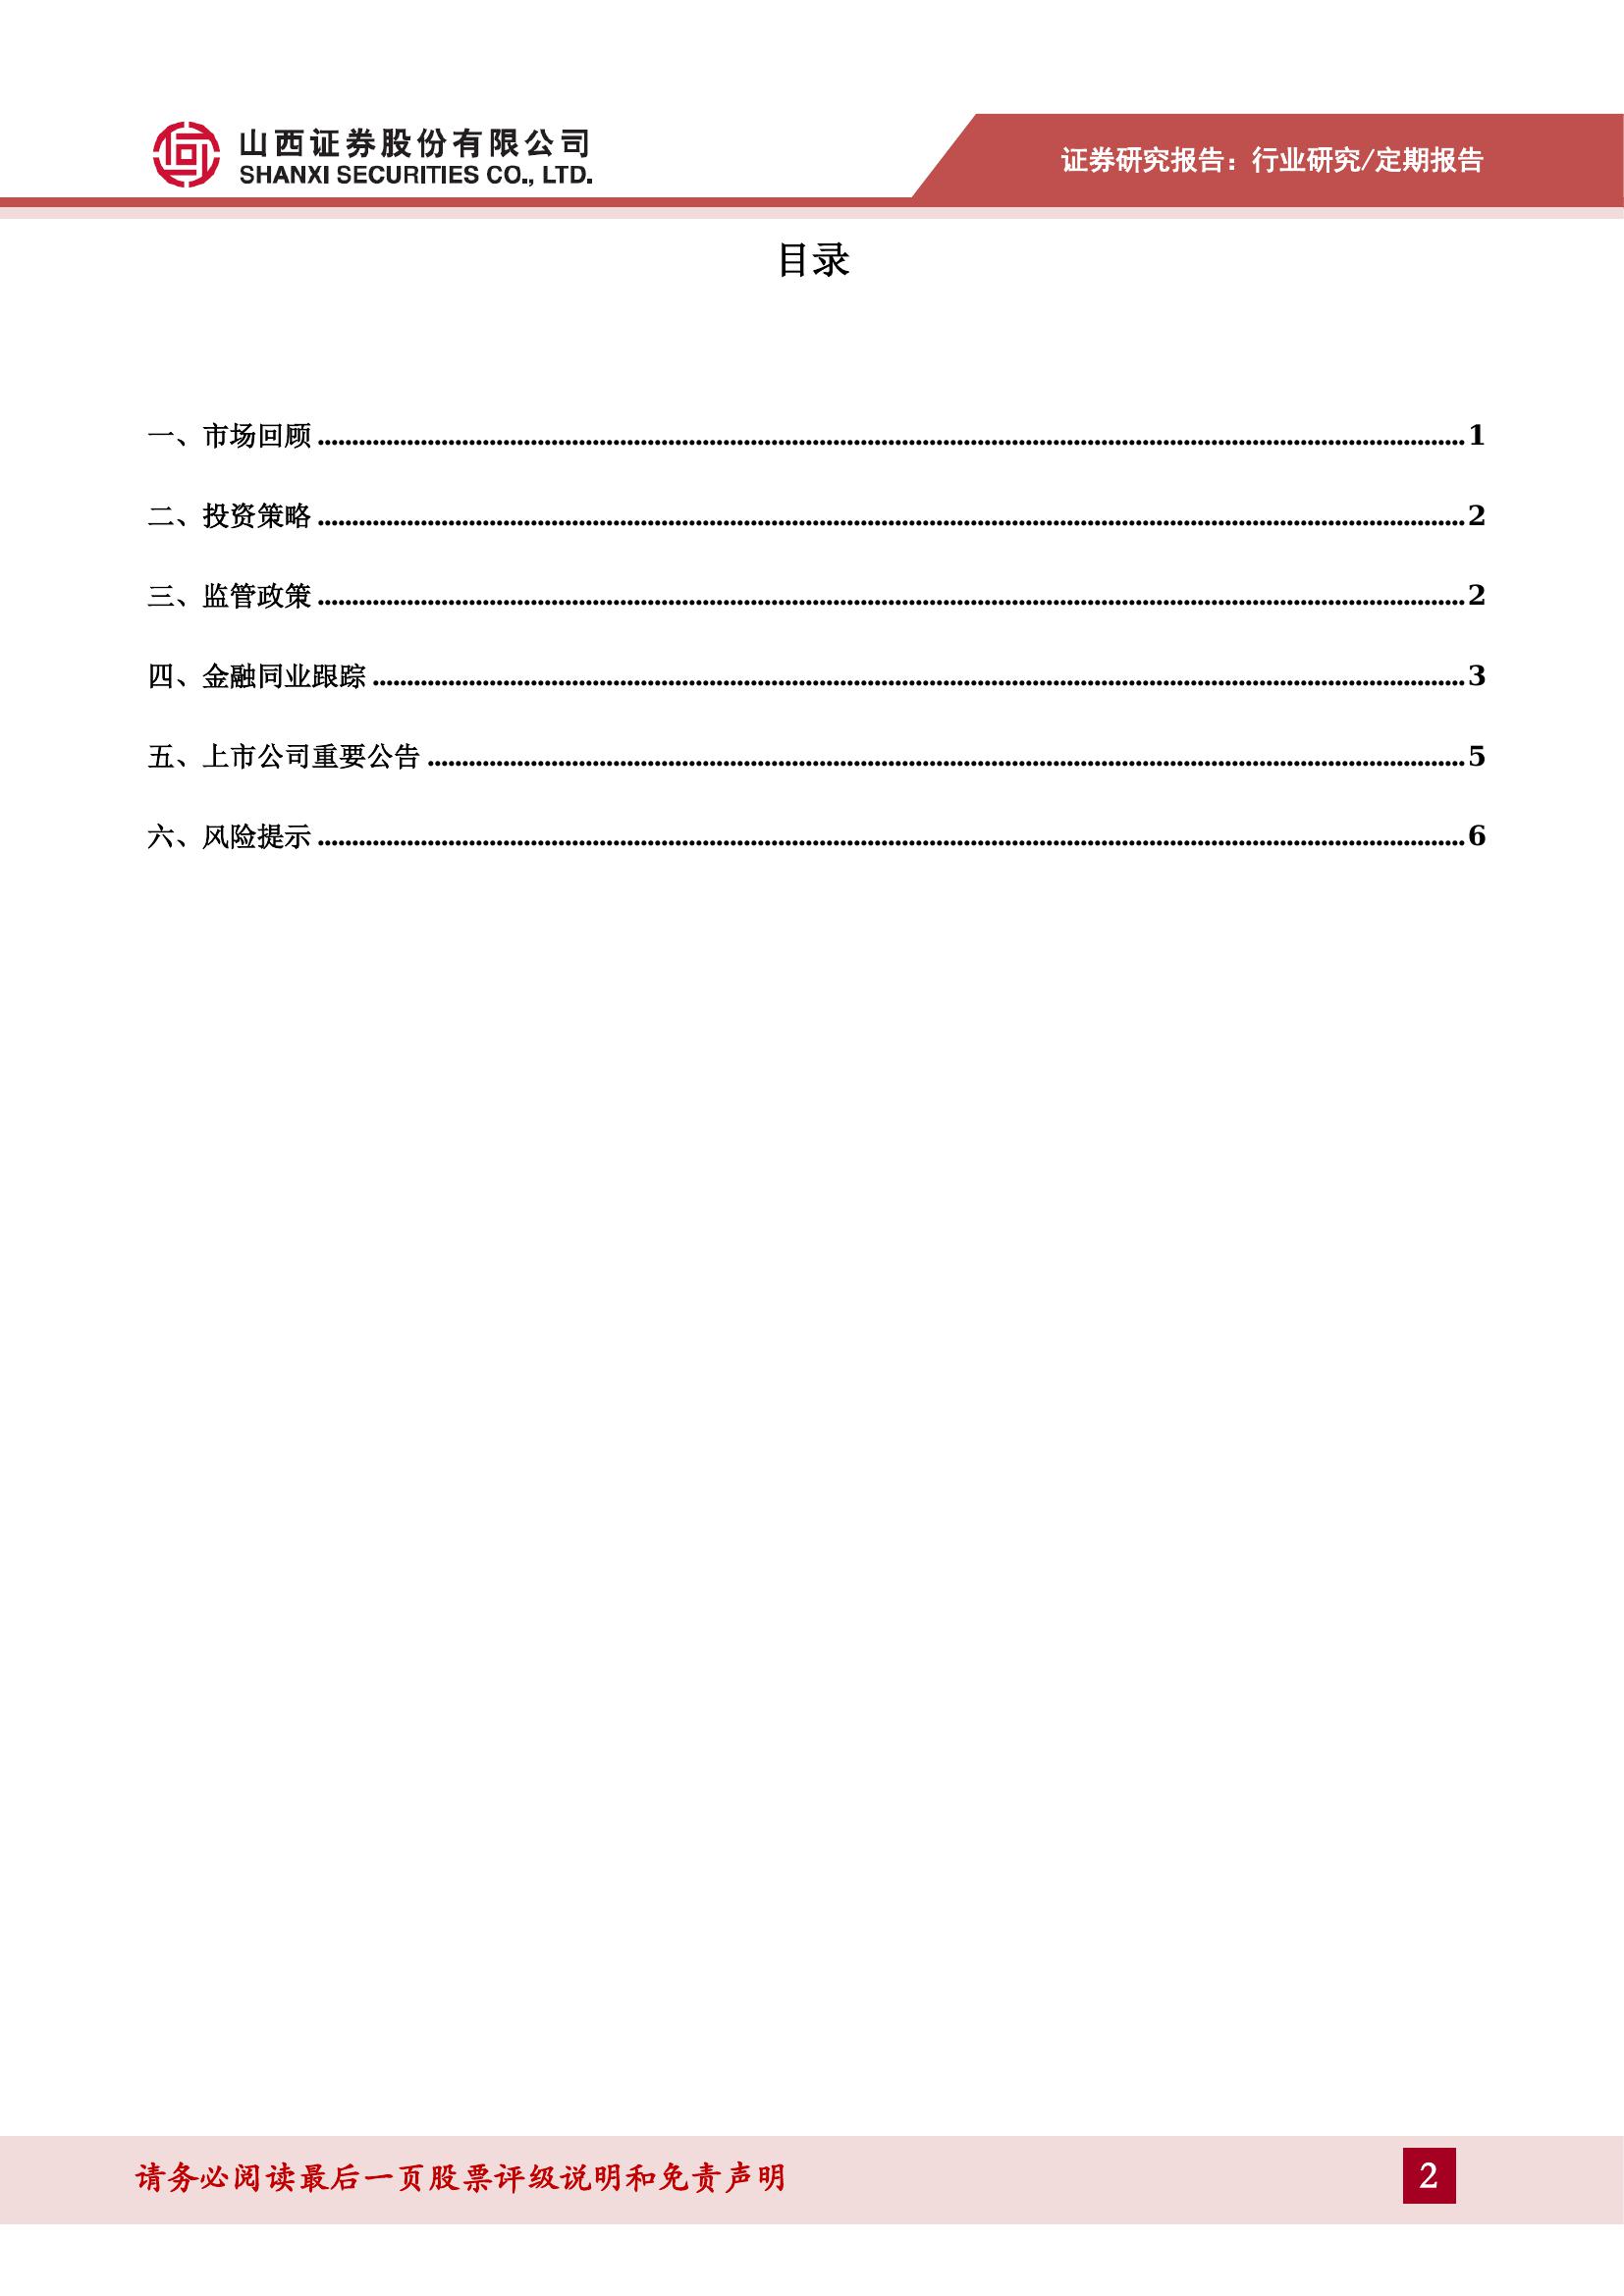 山西证券股份有限公司
SHANXI SECURITIES CO., LTD.
证券研究报告：行业研究/定期报告
目录
一、市场回顾 1
二、投资策略 2
三、监管政策 2
四、金融同业跟踪 3
五、上市公司重要公告 5
六、风险提示 6
请务必阅读最后一页股票评级说明和免责声明
2